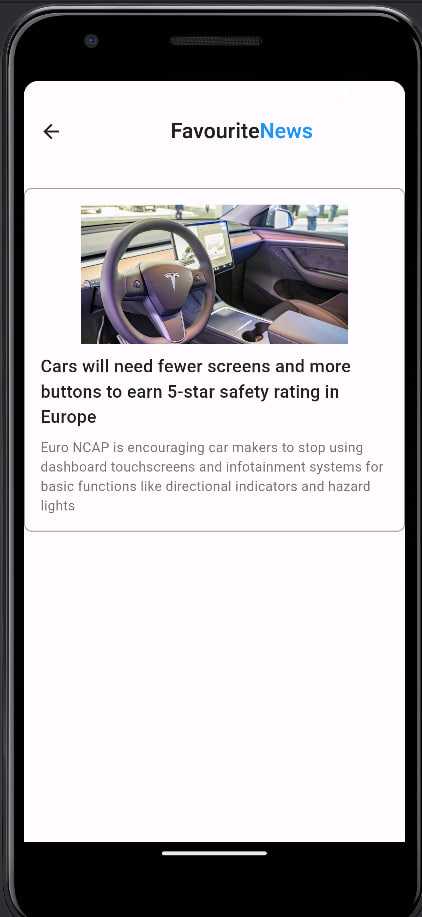 FavouriteNews
Cars will need fewer screens and more
buttons to earn 5-star safety rating in
Europe
Euro NCAP is encouraging car makers to stop using
dashboard touchscreens and infotainment systems for
basic functions like directional indicators and hazard
lights